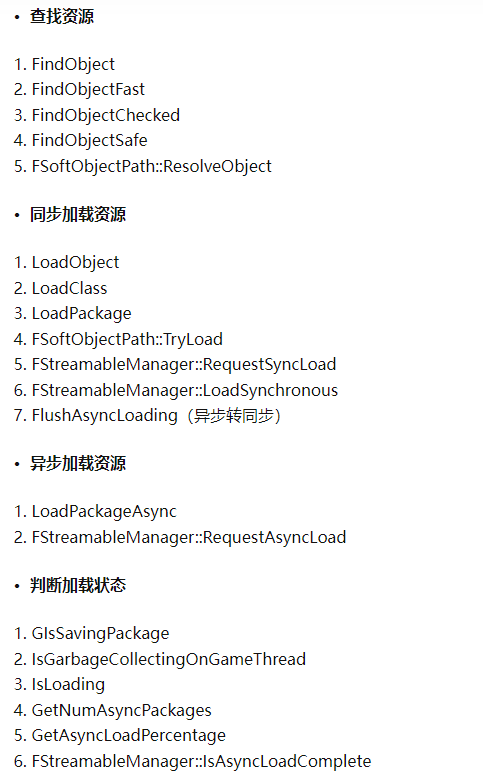 • 查找资源
1. FindObject
2. FindObjectFast
3. FindObjectChecked
4. FindObjectSafe
5. FSoftObjectPath::ResolveObject
• 同步加载资源
1. LoadObject
2. LoadClass
3. LoadPackage
4. FSoftObjectPath::TryLoad
5. FStreamableManager::RequestSyncLoad
6. FStreamableManager::LoadSynchronous
7. FlushAsyncLoading（异步转同步）
• 异步加载资源
1. LoadPackageAsync
2. FStreamableManager::RequestAsyncLoad
• 判断加载状态
1. GIsSavingPackage
2. IsGarbageCollectingOnGameThread
3. IsLoading
4. GetNumAsyncPackages
5. GetAsyncLoadPercentage
6. FStreamableManager::IsAsyncLoadComplete